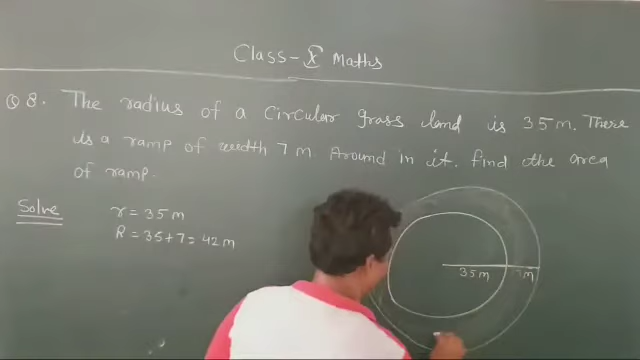 Class - X Maths
Q 8. The radius of a circular grass land is 35 m. There
is a ramp of width 7 m. Around in it. find the area
of ramp.
Solve
r = 35 m
R = 35 + 7 = 42 m
35 m
7 m